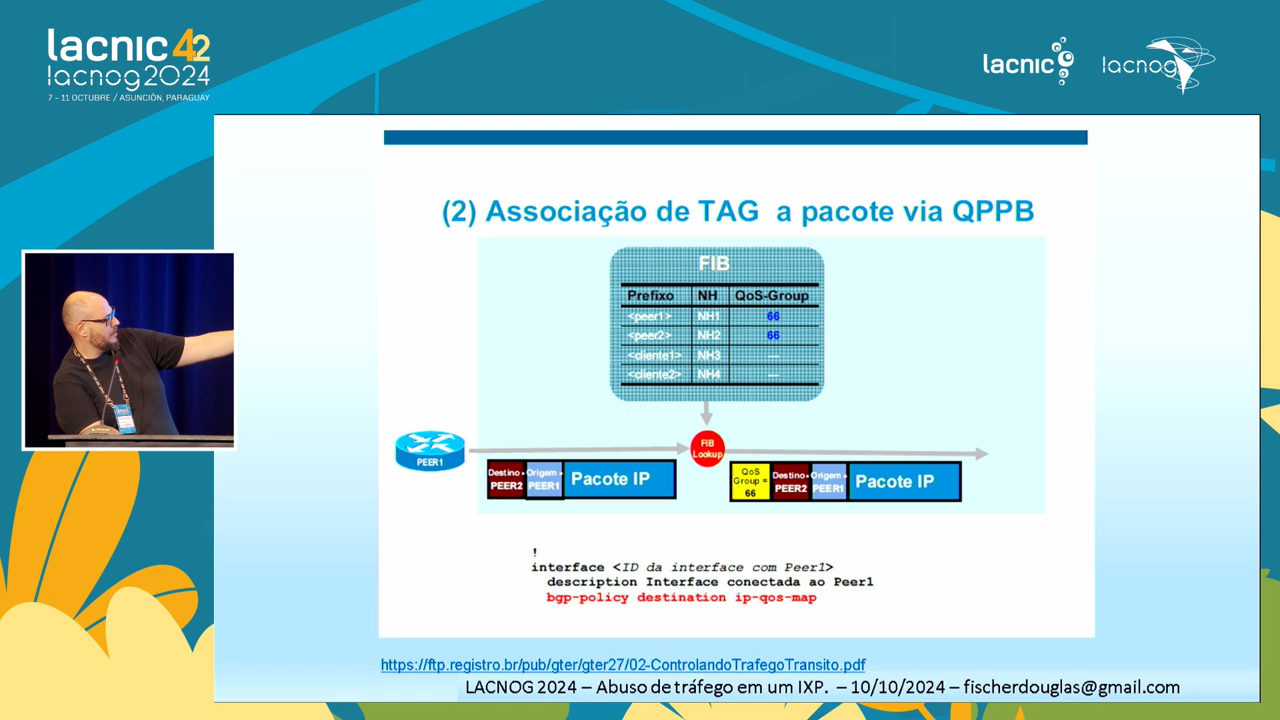 lacnic 42
lacnog2024
7 - 11 OCTUBRE / ASUNCIÓN, PARAGUAY
lacnic
lacnog
(2) Associação de TAG a pacote via QPPB
FIB
Prefixo NH QoS-Group
<peer1> NH1 66
<peer2> NH2 66
<cliente1> NH3 —
<cliente2> NH4 —
FIB
Lookup
PEER1
Destino=
PEER2
Origem=
PEER1
Pacote IP
QoS
Group =
66
Destino=
PEER2
Origem=
PEER1
Pacote IP
!
interface <ID da interface com Peer1>
description Interface conectada ao Peer1
bgp-policy destination ip-qos-map
https://ftp.registro.br/pub/gter/gter27/02-ControlandoTrafegoTransito.pdf
LACNOG 2024 – Abuso de tráfego em um IXP. – 10/10/2024 – fischerdouglas@gmail.com